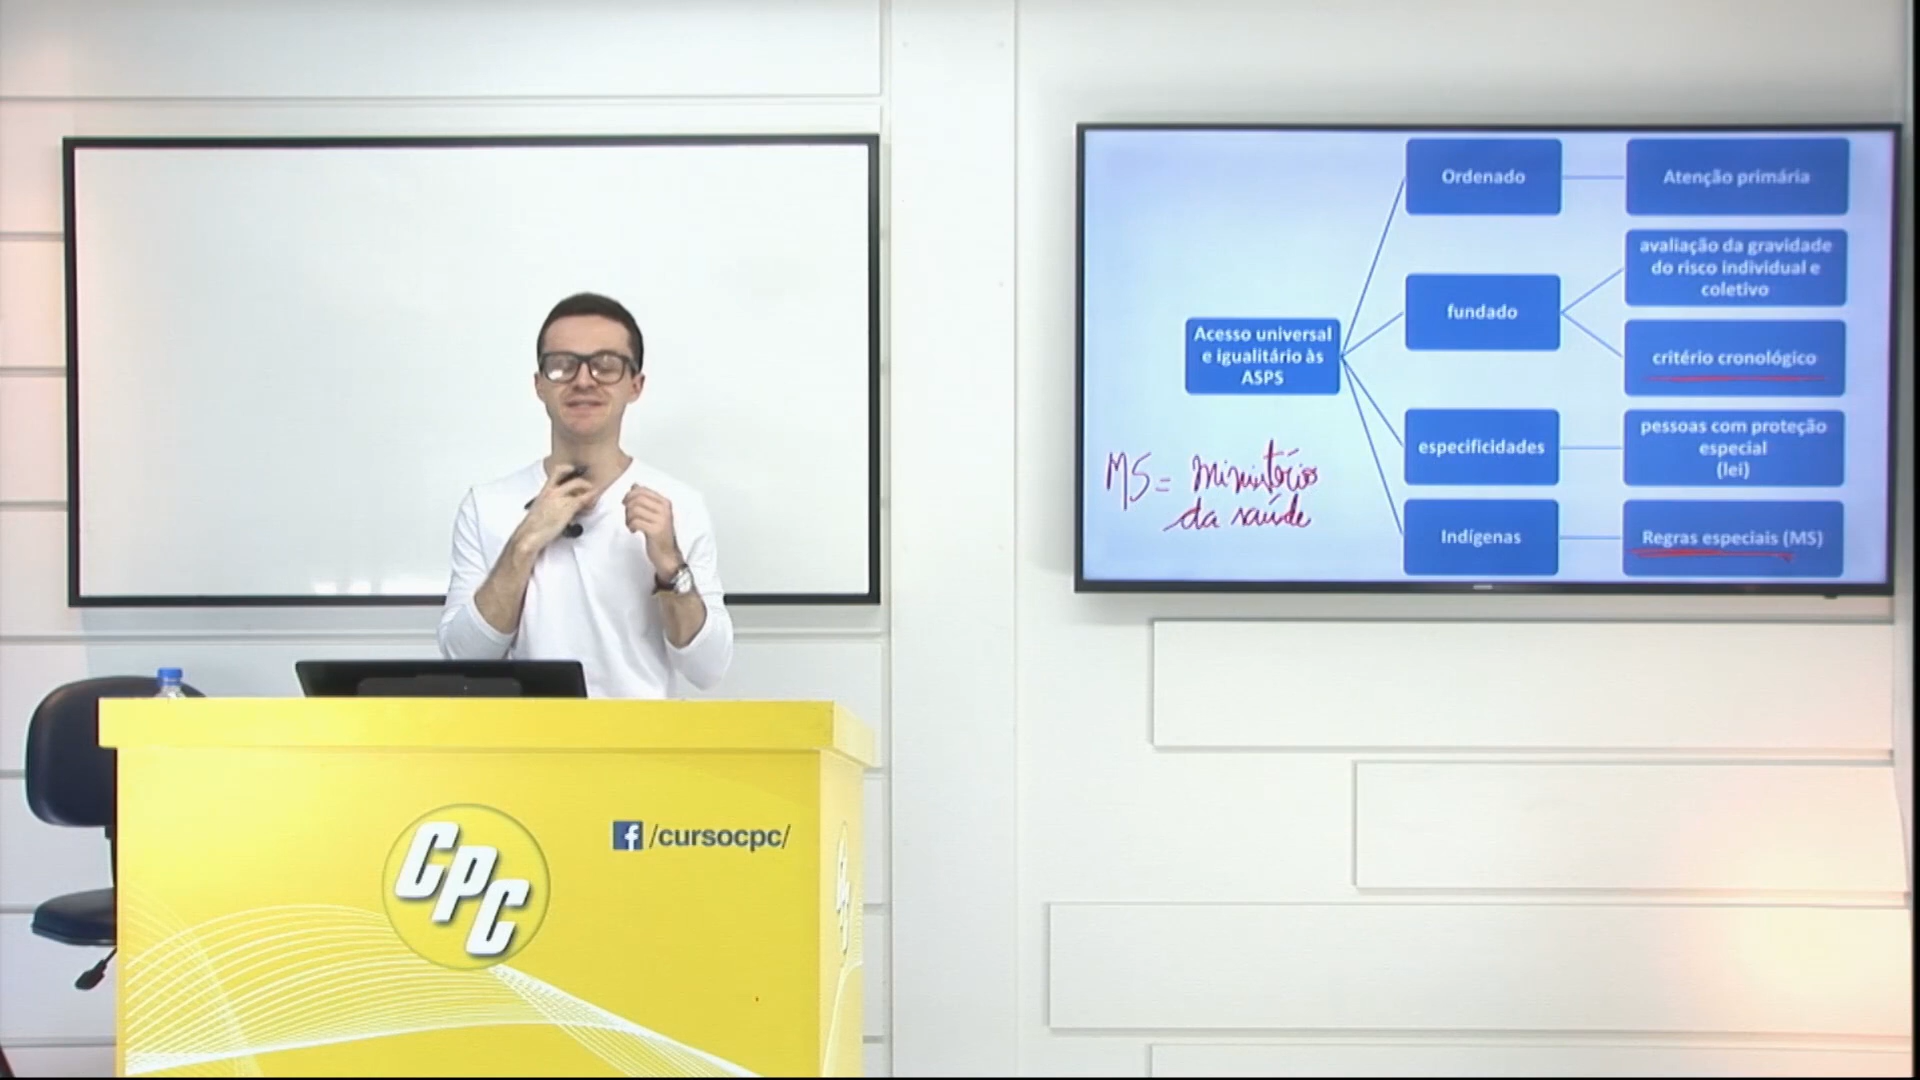 Ordenado
Atenção primária
avaliação da gravidade
do risco individual e
coletivo
fundado
Acesso universal
e igualitário às
ASPS
critério cronológico
especificidades
pessoas com proteção
especial
(lei)
MS = Ministérios
da saúde
Indígenas
Regras especiais (MS)
CPC
f /cursocpc/